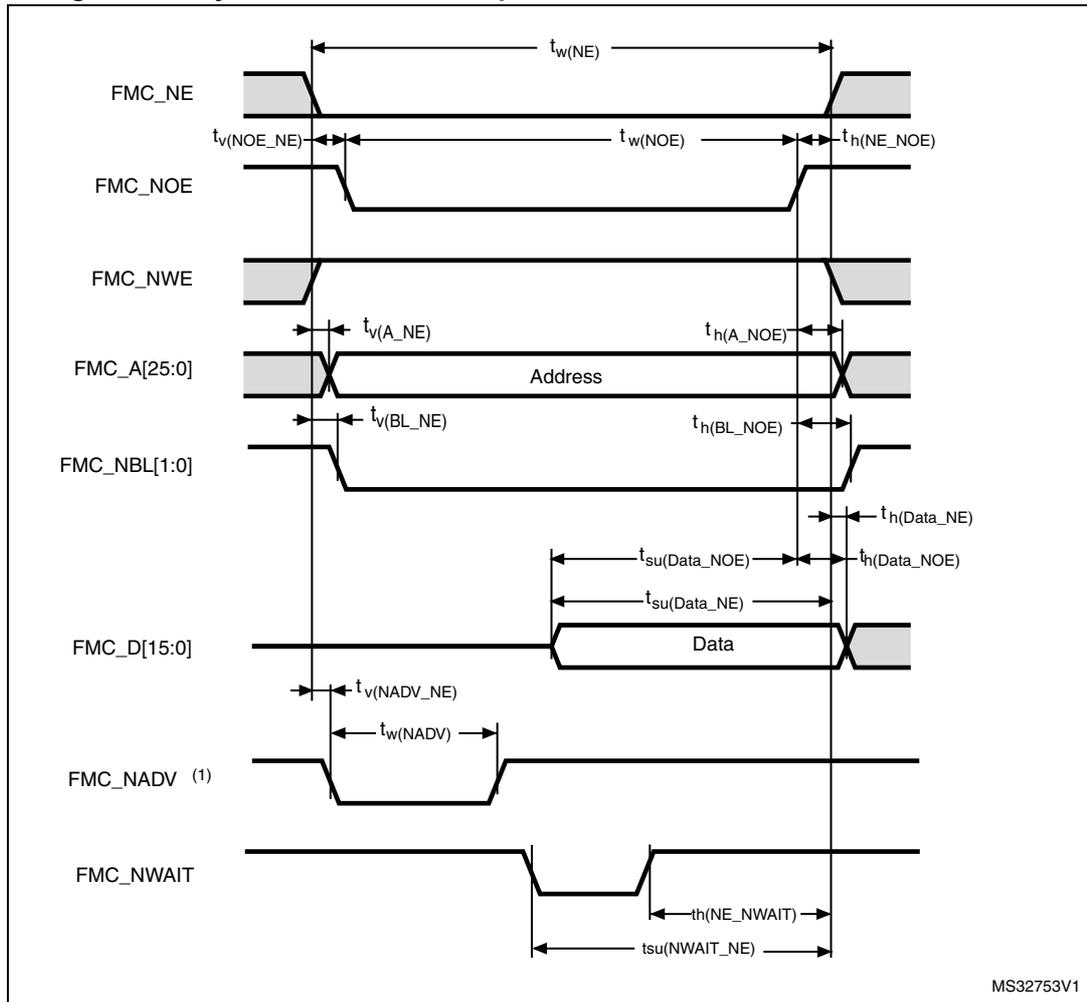 tw(NE)
FMC_NE
tv(NOE_NE)
tw(NOE)
th(NE_NOE)
FMC_NOE
FMC_NWE
tv(A_NE)
th(A_NOE)
FMC_A[25:0]
Address
tv(BL_NE)
th(BL_NOE)
FMC_NBL[1:0]
th(Data_NE)
tsu(Data_NOE)
th(Data_NOE)
tsu(Data_NE)
FMC_D[15:0]
Data
tv(NADV_NE)
tw(NADV)
FMC_NADV (1)
FMC_NWAIT
th(NE_NWAIT)
tsu(NWAIT_NE)
MS32753V1